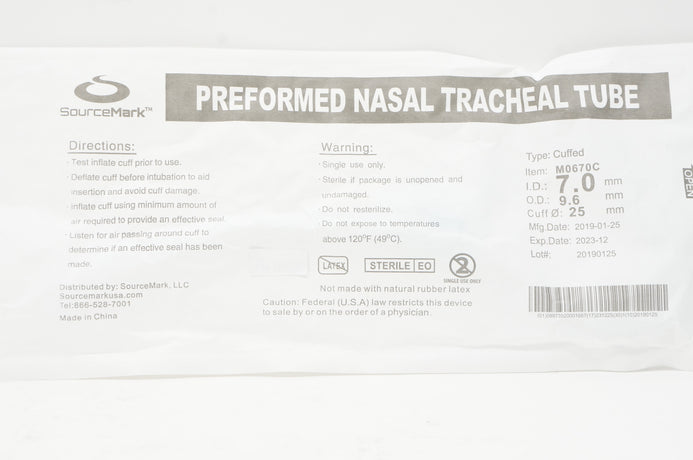 SourceMark™
PREFORMED NASAL TRACHEAL TUBE
Directions:
· Test inflate cuff prior to use.
· Deflate cuff before intubation to aid
insertion and avoid cuff damage.
· Inflate cuff using minimum amount of
air required to provide an effective seal.
· Listen for air passing around cuff to
determine if an effective seal has been
made.
Distributed by: SourceMark, LLC
Sourcemarkusa.com
Tel:866-528-7001
Made in China
Warning:
· Single use only.
· Sterile if package is unopened and
undamaged.
· Do not resterilize.
· Do not expose to temperatures
above 120°F (49°C).
LATEX
STERILE EO
2
SINGLE USE ONLY
Not made with natural rubber latex
Caution: Federal (U.S.A) law restricts this device
to sale by or on the order of a physician.
Type: Cuffed
Item: M0670C
I.D.: 7.0 mm
O.D.: 9.6 mm
Cuff Ø: 25 mm
Mfg.Date: 2019-01-25
Exp.Date: 2023-12
Lot#: 20190125
OPEN